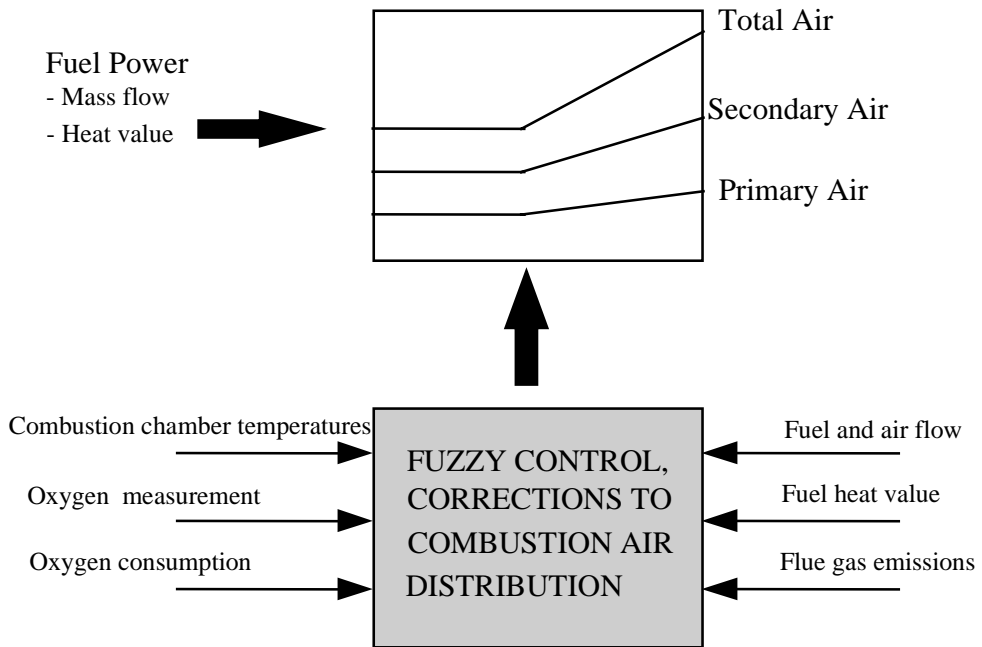 Total Air
Fuel Power
- Mass flow
- Heat value
Secondary Air
Primary Air
Combustion chamber temperatures
Oxygen measurement
Oxygen consumption
FUZZY CONTROL,
CORRECTIONS TO
COMBUSTION AIR
DISTRIBUTION
Fuel and air flow
Fuel heat value
Flue gas emissions